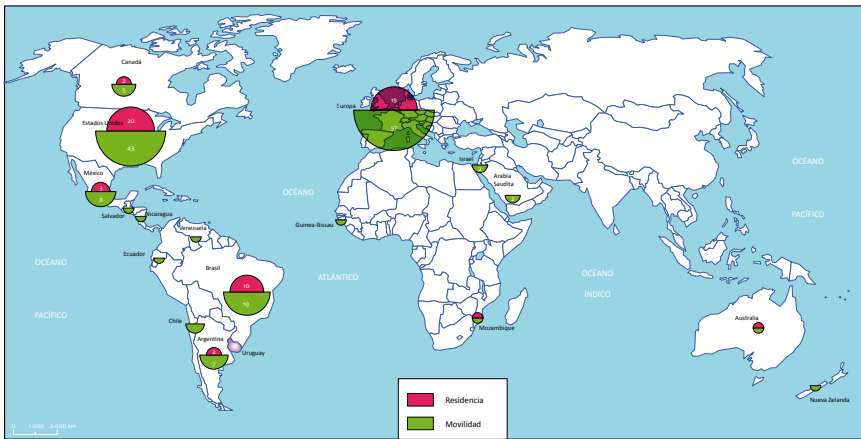 Canadá
2
5
Europa
19
Estados Unidos
20
43
México
3
8
Israel
Arabia
Saudita
2
OCÉANO
OCÉANO
PACÍFICO
Salvador
Nicaragua
Guinea-Bissau
Venezuela
Ecuador
Brasil
OCÉANO
ATLÁNTICO
OCÉANO
ÍNDICO
10
19
PACÍFICO
Chile
Argentina
2
7
Uruguay
Mozambique
Australia
Nueva Zelanda
Residencia
Movilidad
0 1 000 2 000 km